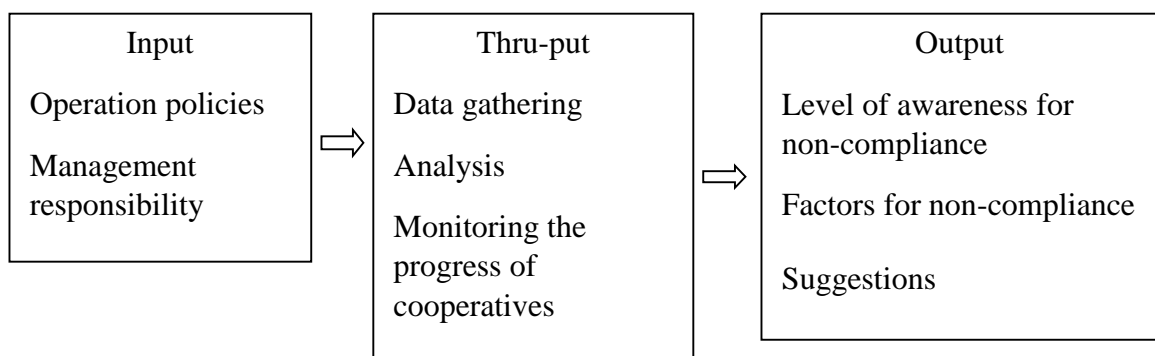 Input
Operation policies
Management
responsibility
Thru-put
Data gathering
Analysis
Monitoring the
progress of
cooperatives
Output
Level of awareness for
non-compliance
Factors for non-compliance
Suggestions